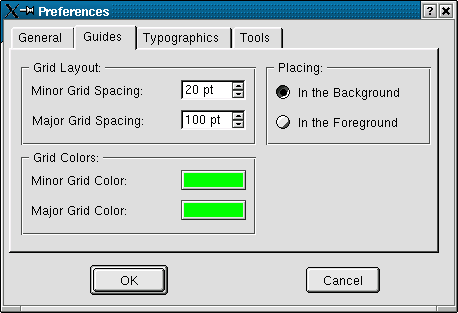 Preferences
General Guides Typographics Tools
Grid Layout:
Minor Grid Spacing: 20 pt
Major Grid Spacing: 100 pt
Placing:
In the Background
In the Foreground
Grid Colors:
Minor Grid Color:
Major Grid Color:
OK Cancel